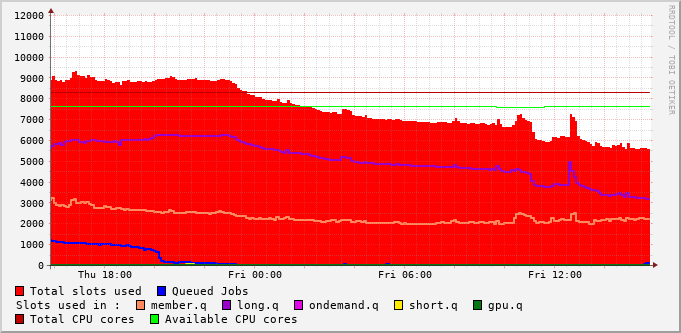 RRDTOOL / TOBI OETIKER
12000
11000
10000
9000
8000
7000
6000
5000
4000
3000
2000
1000
0
Thu 18:00 Fri 00:00 Fri 06:00 Fri 12:00
Total slots used Queued Jobs
Slots used in : member.q long.q ondemand.q short.q gpu.q
Total CPU cores Available CPU cores